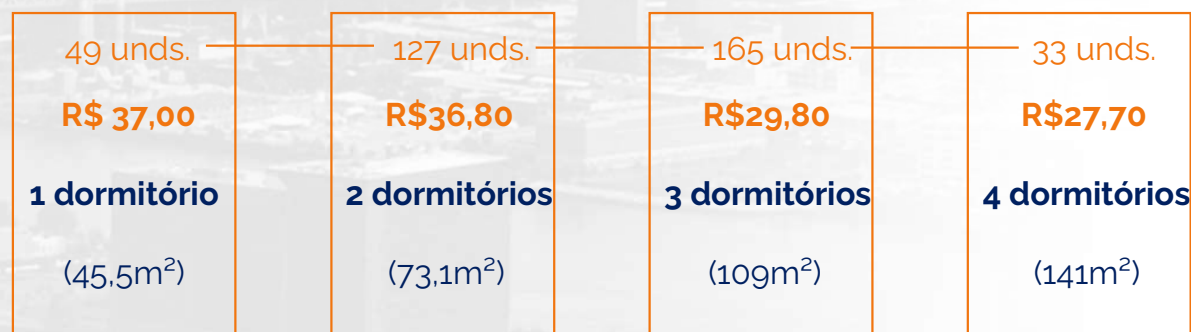 49 unds.
R$ 37,00
1 dormitório
(45,5m²)
127 unds.
R$36,80
2 dormitórios
(73,1m²)
165 unds.
R$29,80
3 dormitórios
(109m²)
33 unds.
R$27,70
4 dormitórios
(141m²)